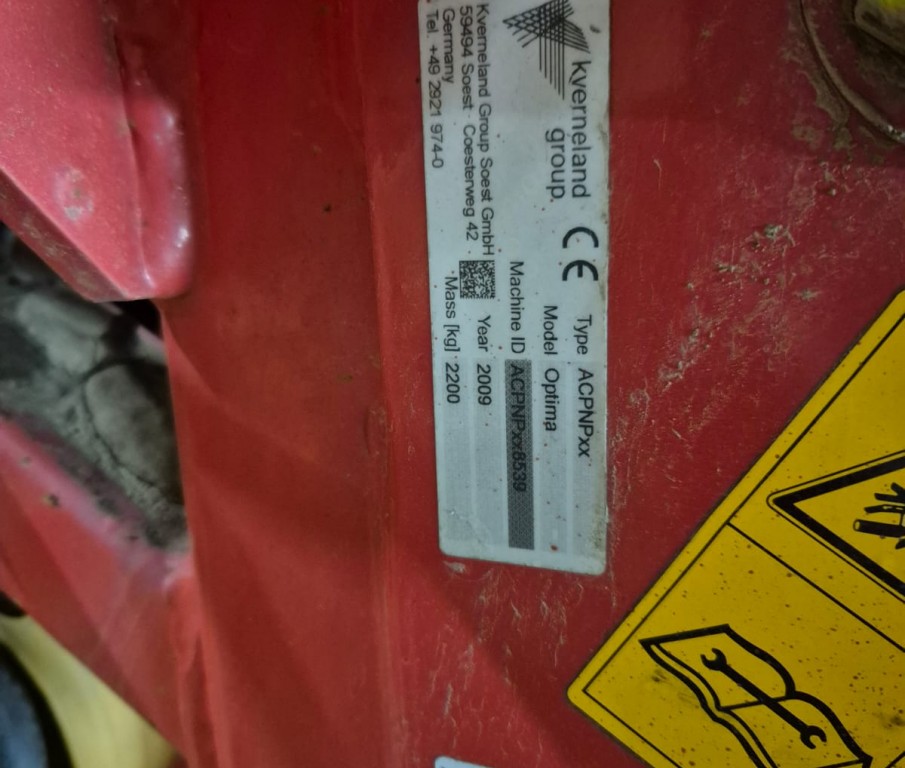 kverneland
group.
CE
Type ACPNPxx
Model Optima
Machine ID ACPNPxx8539
Year 2009
Mass [kg] 2200
Kverneland Group Soest GmbH
59494 Soest · Coesterweg 42
Germany
Tel. +49 2921 974-0